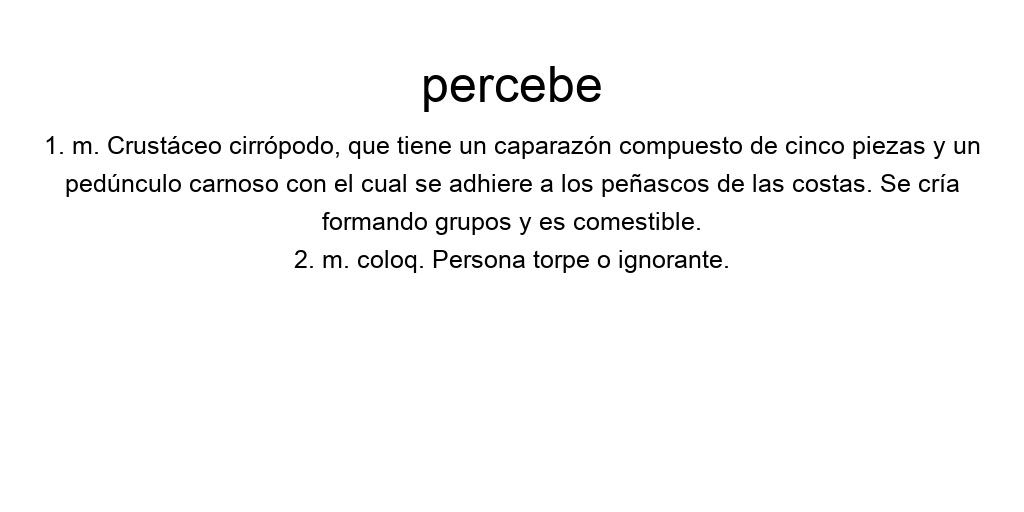 percebe
1. m. Crustáceo cirrópodo, que tiene un caparazón compuesto de cinco piezas y un
pedúnculo carnoso con el cual se adhiere a los peñascos de las costas. Se cría
formando grupos y es comestible.
2. m. coloq. Persona torpe o ignorante.